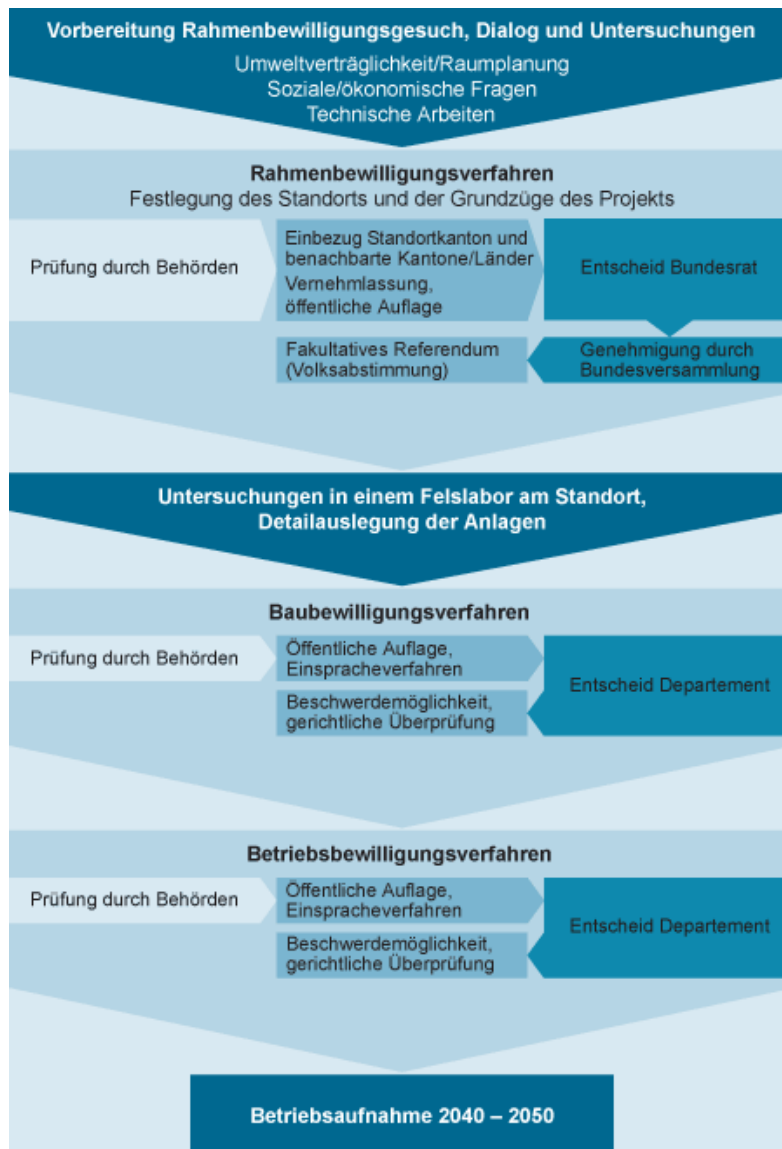 Vorbereitung Rahmenbewilligungsgesuch, Dialog und Untersuchungen
Umweltverträglichkeit/Raumplanung
Soziale/ökonomische Fragen
Technische Arbeiten
Rahmenbewilligungsverfahren
Festlegung des Standorts und der Grundzüge des Projekts
Prüfung durch Behörden
Einbezug Standortkanton und
benachbarte Kantone/Länder
Vernehmlassung,
öffentliche Auflage
Entscheid Bundesrat
Genehmigung durch
Bundesversammlung
Fakultatives Referendum
(Volksabstimmung)
Untersuchungen in einem Felslabor am Standort,
Detailauslegung der Anlagen
Baubewilligungsverfahren
Prüfung durch Behörden
Öffentliche Auflage,
Einspracheverfahren
Entscheid Departement
Beschwerdemöglichkeit,
gerichtliche Überprüfung
Betriebsbewilligungsverfahren
Prüfung durch Behörden
Öffentliche Auflage,
Einspracheverfahren
Entscheid Departement
Beschwerdemöglichkeit,
gerichtliche Überprüfung
Betriebsaufnahme 2040 – 2050